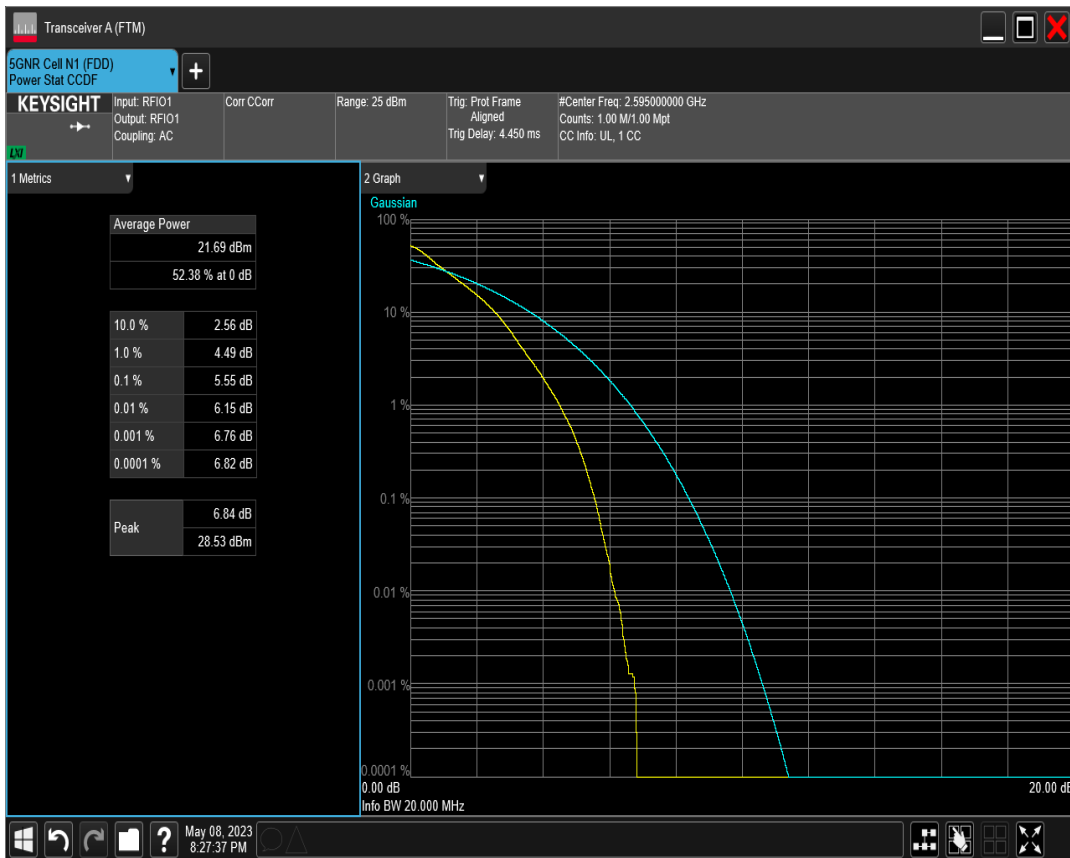 Transceiver A (FTM)
5GNR Cell N1 (FDD)
Power Stat CCDF
KEYSIGHT
LXI
Input: RFIO1
Output: RFIO1
Coupling: AC
Corr CCorr
Range: 25 dBm
Trig: Prot Frame
Aligned
Trig Delay: 4.450 ms
#Center Freq: 2.595000000 GHz
Counts: 1.00 M/1.00 Mpt
CC Info: UL, 1 CC
1 Metrics
Average Power
21.69 dBm
52.38 % at 0 dB
10.0 % 2.56 dB
1.0 % 4.49 dB
0.1 % 5.55 dB
0.01 % 6.15 dB
0.001 % 6.76 dB
0.0001 % 6.82 dB
Peak 6.84 dB
28.53 dBm
2 Graph
Gaussian
100 %
10 %
1 %
0.1 %
0.01 %
0.001 %
0.0001 %
0.00 dB 20.00 dB
Info BW 20.000 MHz
? May 08, 2023
8:27:37 PM